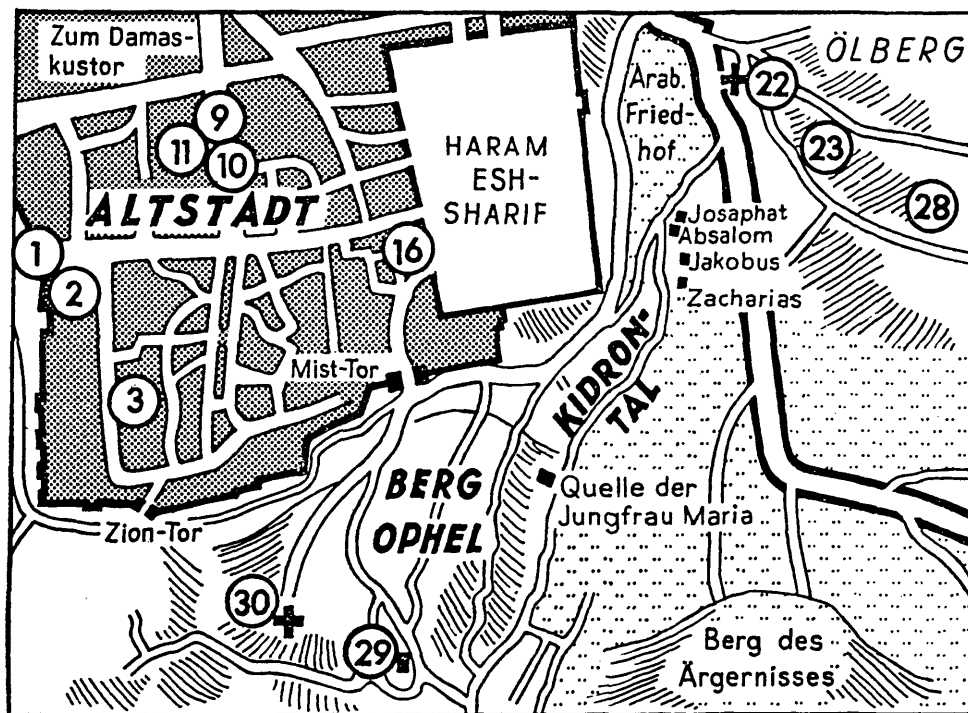 Zum Damas-
kustor
ÖLBERG
22
Arab.
Fried-
hof
9
11
10
HARAM
ESH-
SHARIF
23
28
ALTSTADT
Josaphat
Absalom
Jakobus
Zacharias
1
2
16
KIDRON-
TAL
Mist-Tor
3
BERG
OPHEL
Quelle der
Jungfrau Maria
Zion-Tor
30
29
Berg des
Ärgernisses